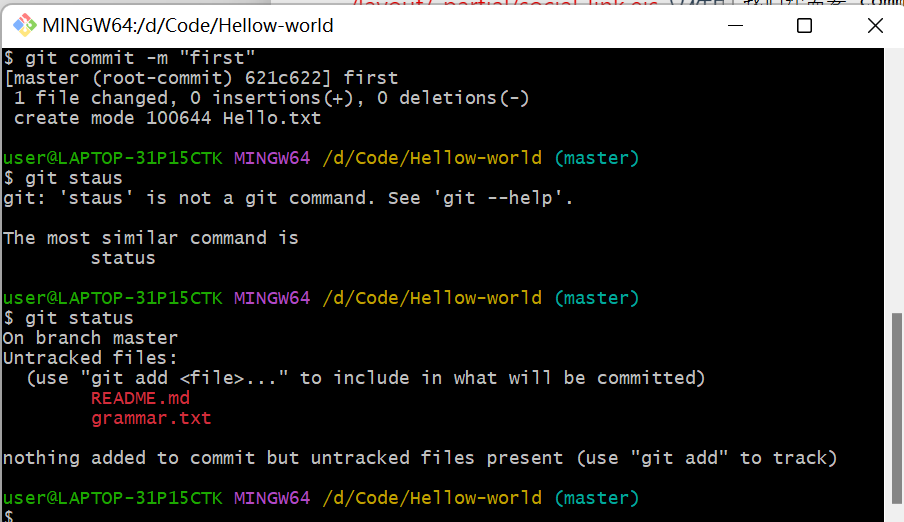 /layout/_partial/social-link.ejs
MINGW64:/d/Code/Hellow-world
$ git commit -m "first"
[master (root-commit) 621c622] first
 1 file changed, 0 insertions(+), 0 deletions(-)
 create mode 100644 Hello.txt
user@LAPTOP-31P15CTK MINGW64 /d/Code/Hellow-world (master)
$ git staus
git: 'staus' is not a git command. See 'git --help'.
The most similar command is
        status
user@LAPTOP-31P15CTK MINGW64 /d/Code/Hellow-world (master)
$ git status
On branch master
Untracked files:
  (use "git add <file>..." to include in what will be committed)
        README.md
        grammar.txt
nothing added to commit but untracked files present (use "git add" to track)
user@LAPTOP-31P15CTK MINGW64 /d/Code/Hellow-world (master)
$